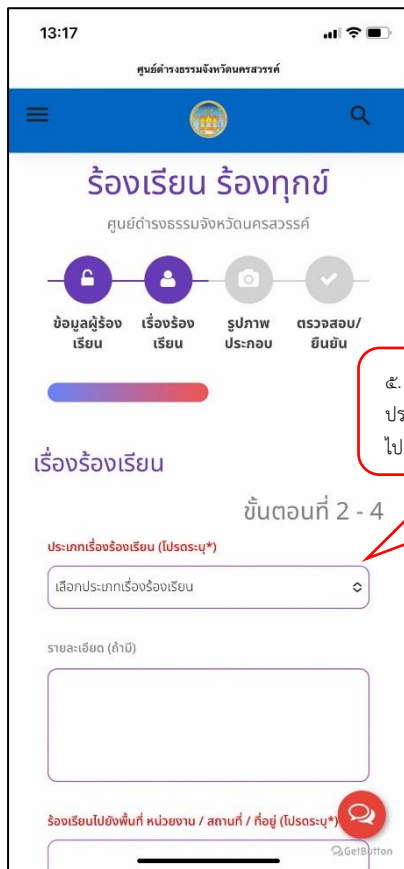 13:17
ศูนย์ดำรงธรรมจังหวัดนครสวรรค์
ร้องเรียน ร้องทุกข์
ศูนย์ดำรงธรรมจังหวัดนครสวรรค์
ข้อมูลผู้ร้อง เรื่องร้อง รูปภาพ ตรวจสอบ/
เรียน เรียน ประกอบ ยืนยัน
๕.
ปร
ไป
เรื่องร้องเรียน
ขั้นตอนที่ 2 - 4
ประเภทเรื่องร้องเรียน (โปรดระบุ*)
เลือกประเภทเรื่องร้องเรียน
รายละเอียด (ถ้ามี)
ร้องเรียนไปยังพื้นที่ หน่วยงาน / สถานที่ / ที่อยู่ (โปรดระบุ*)
GetButton